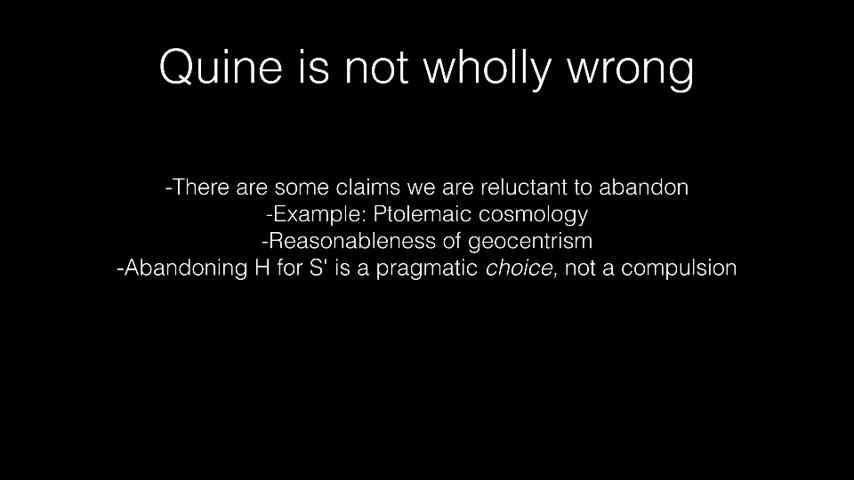 Quine is not wholly wrong
-There are some claims we are reluctant to abandon
-Example: Ptolemaic cosmology
-Reasonableness of geocentrism
-Abandoning H for S' is a pragmatic choice, not a compulsion